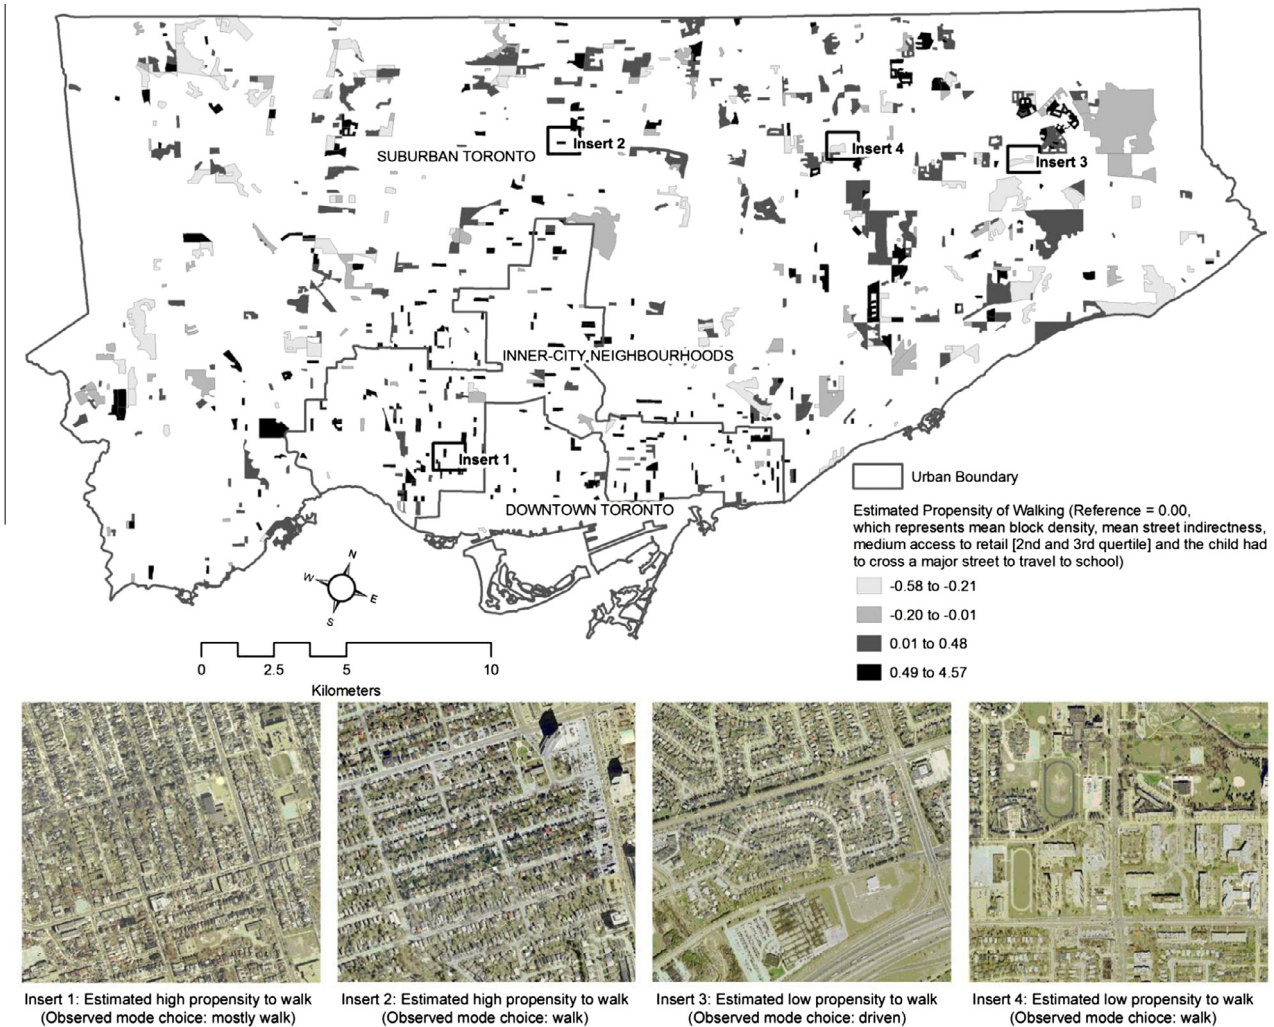 SUBURBAN TORONTO
Insert 2
Insert 4
Insert 3
INNER-CITY NEIGHBOURHOODS
Insert 1
DOWNTOWN TORONTO
Urban Boundary
Estimated Propensity of Walking (Reference = 0.00,
which represents mean block density, mean street indirectness,
medium access to retail [2nd and 3rd quertile] and the child had
to cross a major street to travel to school)
-0.58 to -0.21
-0.20 to -0.01
0.01 to 0.48
0.49 to 4.57
N
W
E
S
0 2.5 5 10
Kilometers
Insert 1: Estimated high propensity to walk
(Observed mode choice: mostly walk)
Insert 2: Estimated high propensity to walk
(Observed mode choice: walk)
Insert 3: Estimated low propensity to walk
(Observed mode choice: driven)
Insert 4: Estimated low propensity to walk
(Observed mode chioce: walk)